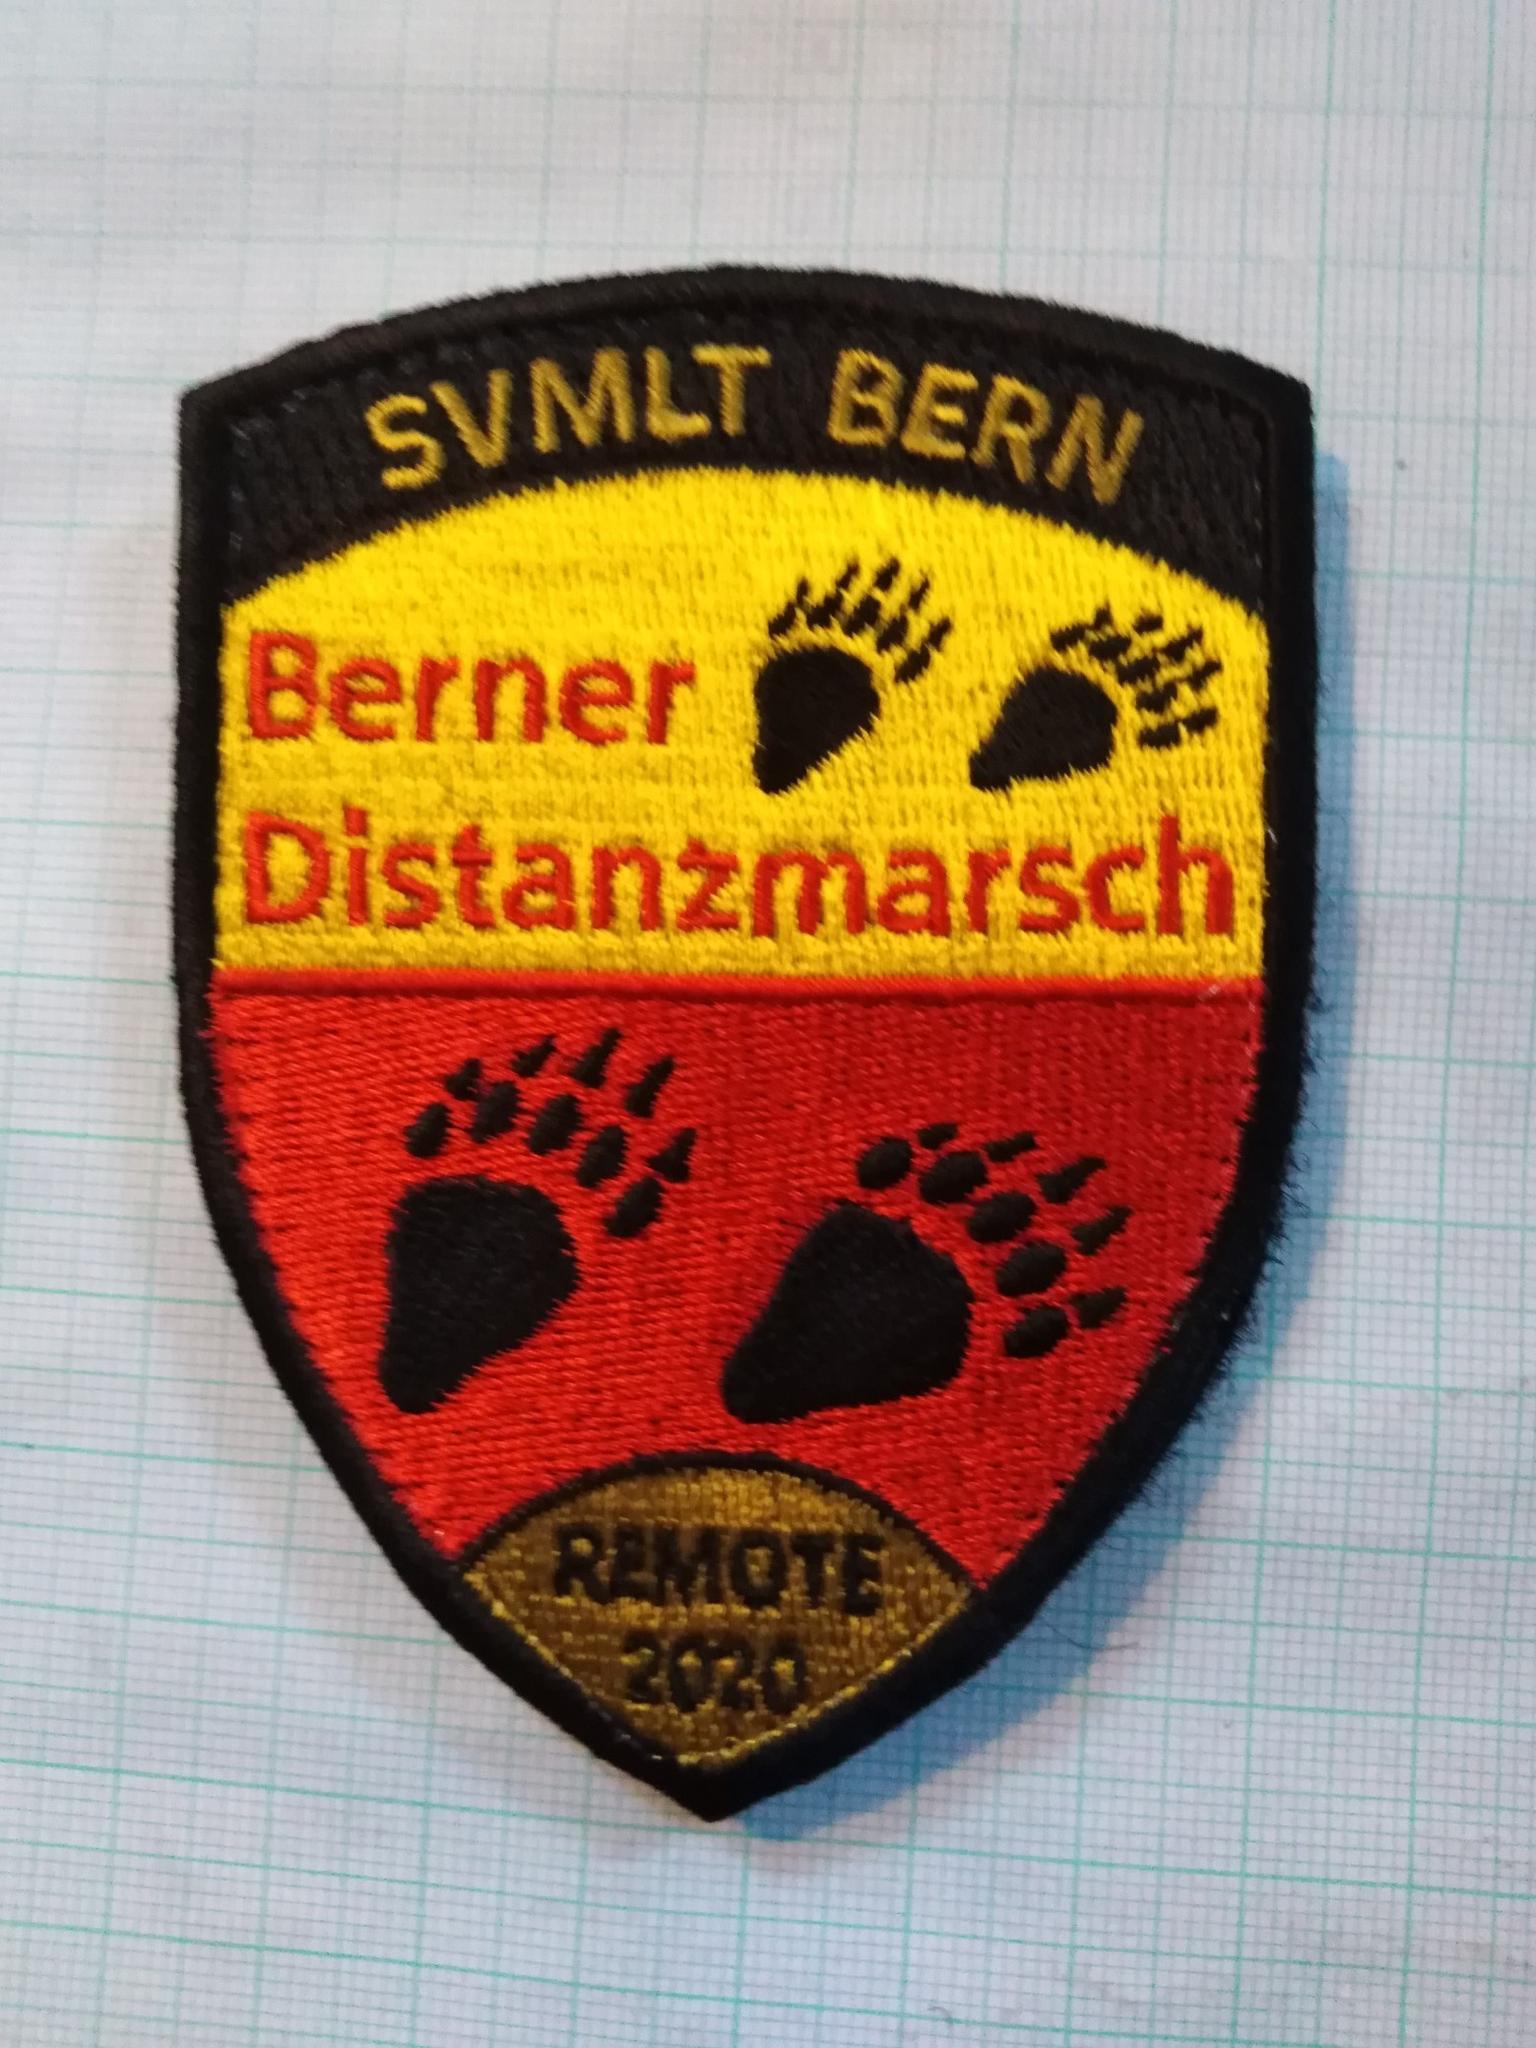 SVMLT BERN
Berner
Distanzmarsch
REMOTE
2020